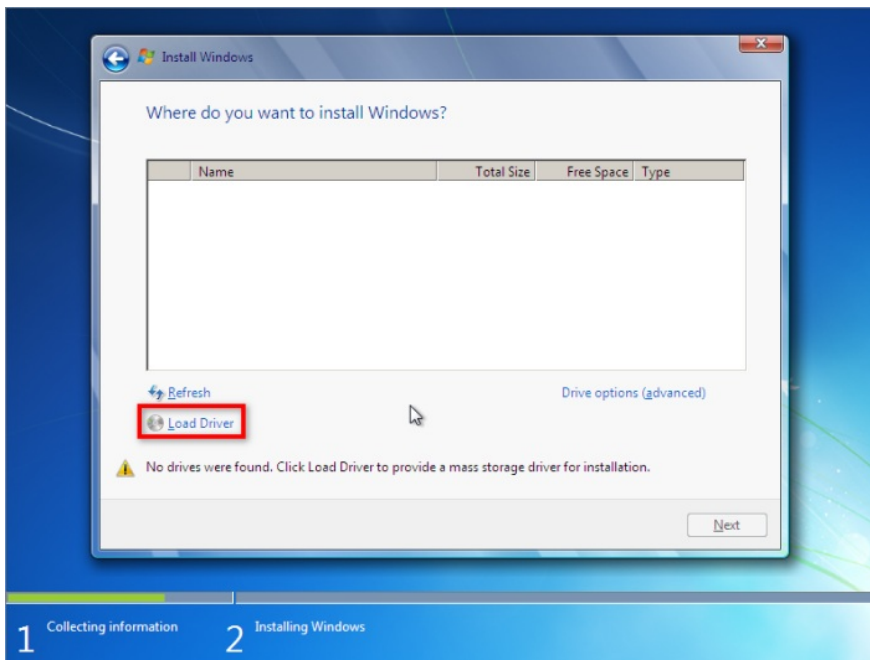 Install Windows
Where do you want to install Windows?
Name Total Size Free Space Type
Refresh Drive options (advanced)
Load Driver
No drives were found. Click Load Driver to provide a mass storage driver for installation.
Next
1 Collecting information 2 Installing Windows